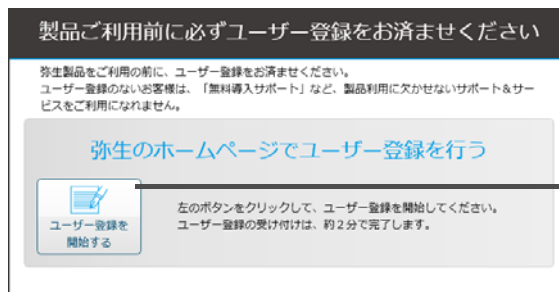 製品ご利用前に必ずユーザー登録をお済ませください
弥生製品をご利用の前に、ユーザー登録をお済ませください。
ユーザー登録のないお客様は、「無料導入サポート」など、製品利用に欠かせないサポート＆サー
ビスをご利用になれません。
弥生のホームページでユーザー登録を行う
ユーザー登録を
開始する
左のボタンをクリックして、ユーザー登録を開始してください。
ユーザー登録の受け付けは、約2分で完了します。